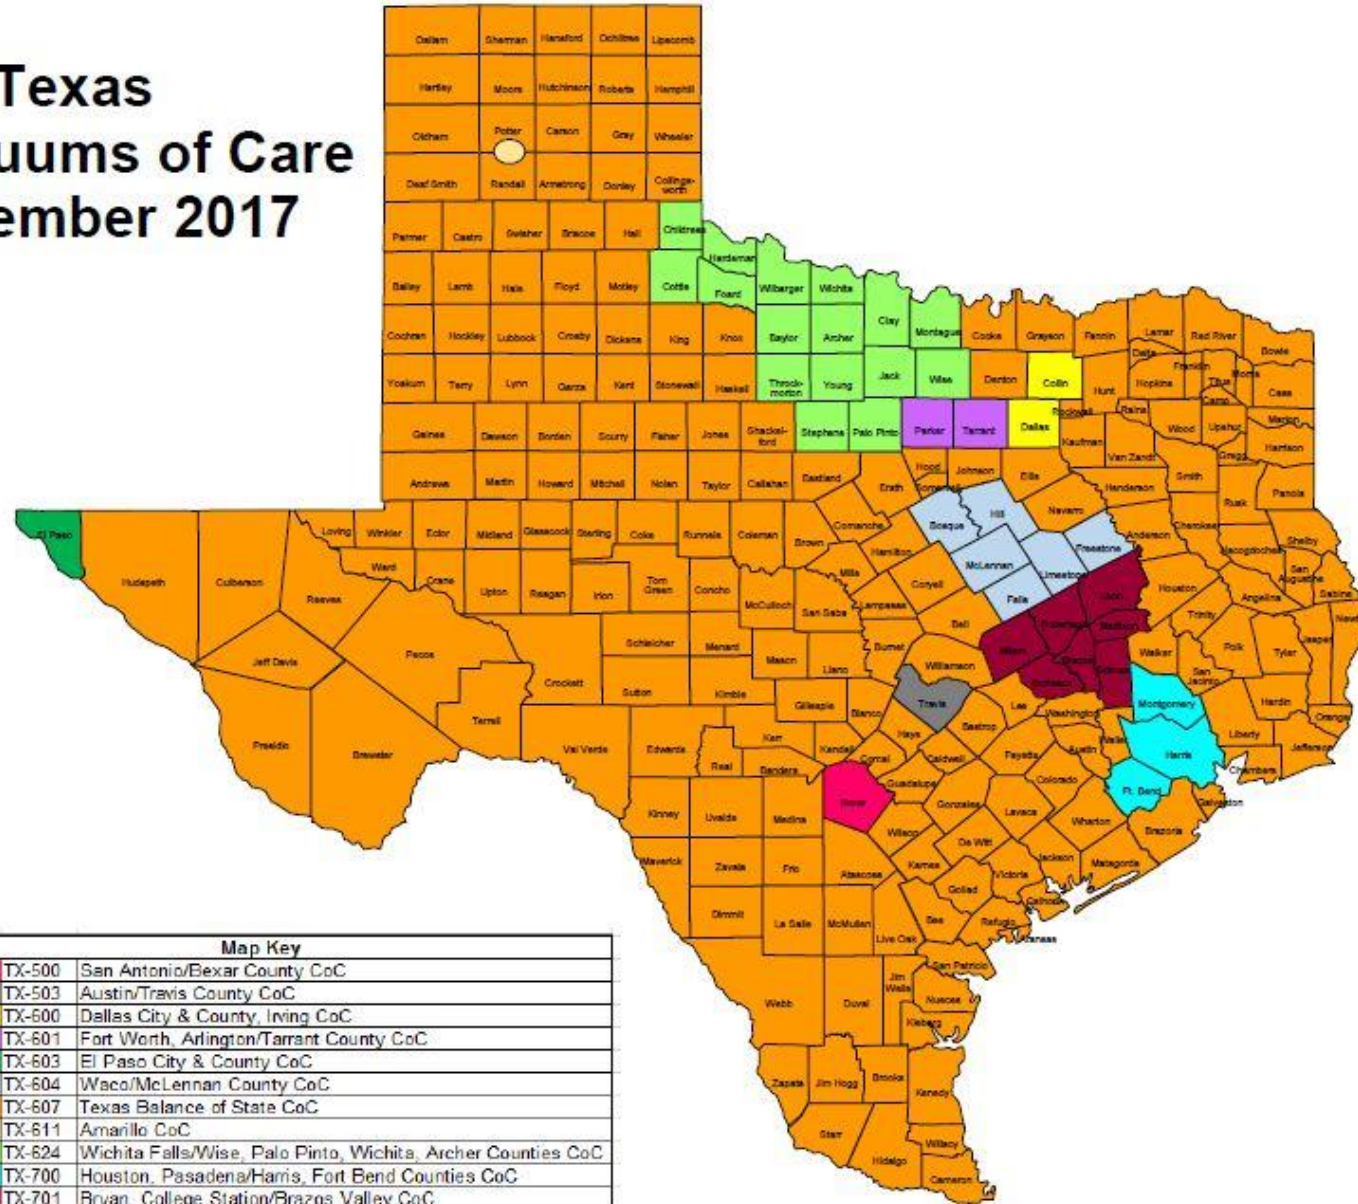 Texas
uums of Care
ember 2017
Dallam Sherman Hansford Ochiltree Lipscomb
Hartley Moore Hutchinson Roberts Hemphill
Oldham Potter Carson Gray Wheeler
Deaf Smith Randall Armstrong Donley Collings-
worth
Parmer Castro Swisher Briscoe Hall Childress
Hardeman
Bailey Lamb Hale Floyd Motley Cottle Foard Wilbarger Wichita
Clay Montague
Cochran Hockley Lubbock Crosby Dickens King Knox Baylor Archer Cooke Grayson Fannin Lamar Red River
Bowie
Delta Franklin Titus Morris
Yoakum Terry Lynn Garza Kent Stonewall Haskell Throck-
morton Young Jack Wise Denton Collin Hunt Hopkins Camp Cass
Rockwall Rains Marion
Gaines Dawson Borden Scurry Fisher Jones Shackel-
ford Stephens Palo Pinto Parker Tarrant Dallas Kaufman Wood Upshur Harrison
Van Zandt Gregg
Andrews Martin Howard Mitchell Nolan Taylor Callahan Eastland Erath Hood Johnson Ellis Henderson Smith Rusk Panola
Somervell
El Paso Loving Winkler Ector Midland Glasscock Sterling Coke Runnels Coleman Brown Comanche Bosque Hill Navarro Anderson Cherokee Shelby
Hamilton Freestone Nacogdoches
Hudspeth Culberson Reeves Ward Crane Upton Reagan Irion Tom
Green Concho McCulloch San Saba Mills Lampasas Coryell McLennan Limestone Falls Leon Houston Angelina San
Augustine Sabine
Bell Madison Trinity Newt
Jeff Davis Pecos Schleicher Menard Mason Llano Burnet Williamson Milam Walker Polk Tyler Jasper
San
Jacinto
Crockett Sutton Kimble Gillespie Blanco Travis Lee Washington Montgomery Hardin Orange
Presidio Brewster Terrell Val Verde Edwards Kerr Kendall Hays Bastrop Fayette Austin Waller Harris Liberty Jefferson
Real Bandera Comal Caldwell Chambers
Guadalupe Colorado Ft. Bend
Kinney Uvalde Medina Bexar Gonzales Lavaca Wharton Brazoria Galveston
Wilson De Witt
Maverick Zavala Frio Atascosa Karnes Jackson Matagorda
Goliad Victoria
Dimmit La Salle McMullen Live Oak Bee Refugio Calhoun
Aransas
San Patricio
Webb Duval Jim
Wells Nueces
Kleberg
Zapata Jim Hogg Brooks Kenedy
Starr Hidalgo Willacy
Cameron
Map Key
TX-500 San Antonio/Bexar County CoC
TX-503 Austin/Travis County CoC
TX-600 Dallas City & County, Irving CoC
TX-601 Fort Worth, Arlington/Tarrant County CoC
TX-603 El Paso City & County CoC
TX-604 Waco/McLennan County CoC
TX-607 Texas Balance of State CoC
TX-611 Amarillo CoC
TX-624 Wichita Falls/Wise, Palo Pinto, Wichita, Archer Counties CoC
TX-700 Houston, Pasadena/Harris, Fort Bend Counties CoC
TX-701 Bryan, College Station/Brazos Valley CoC